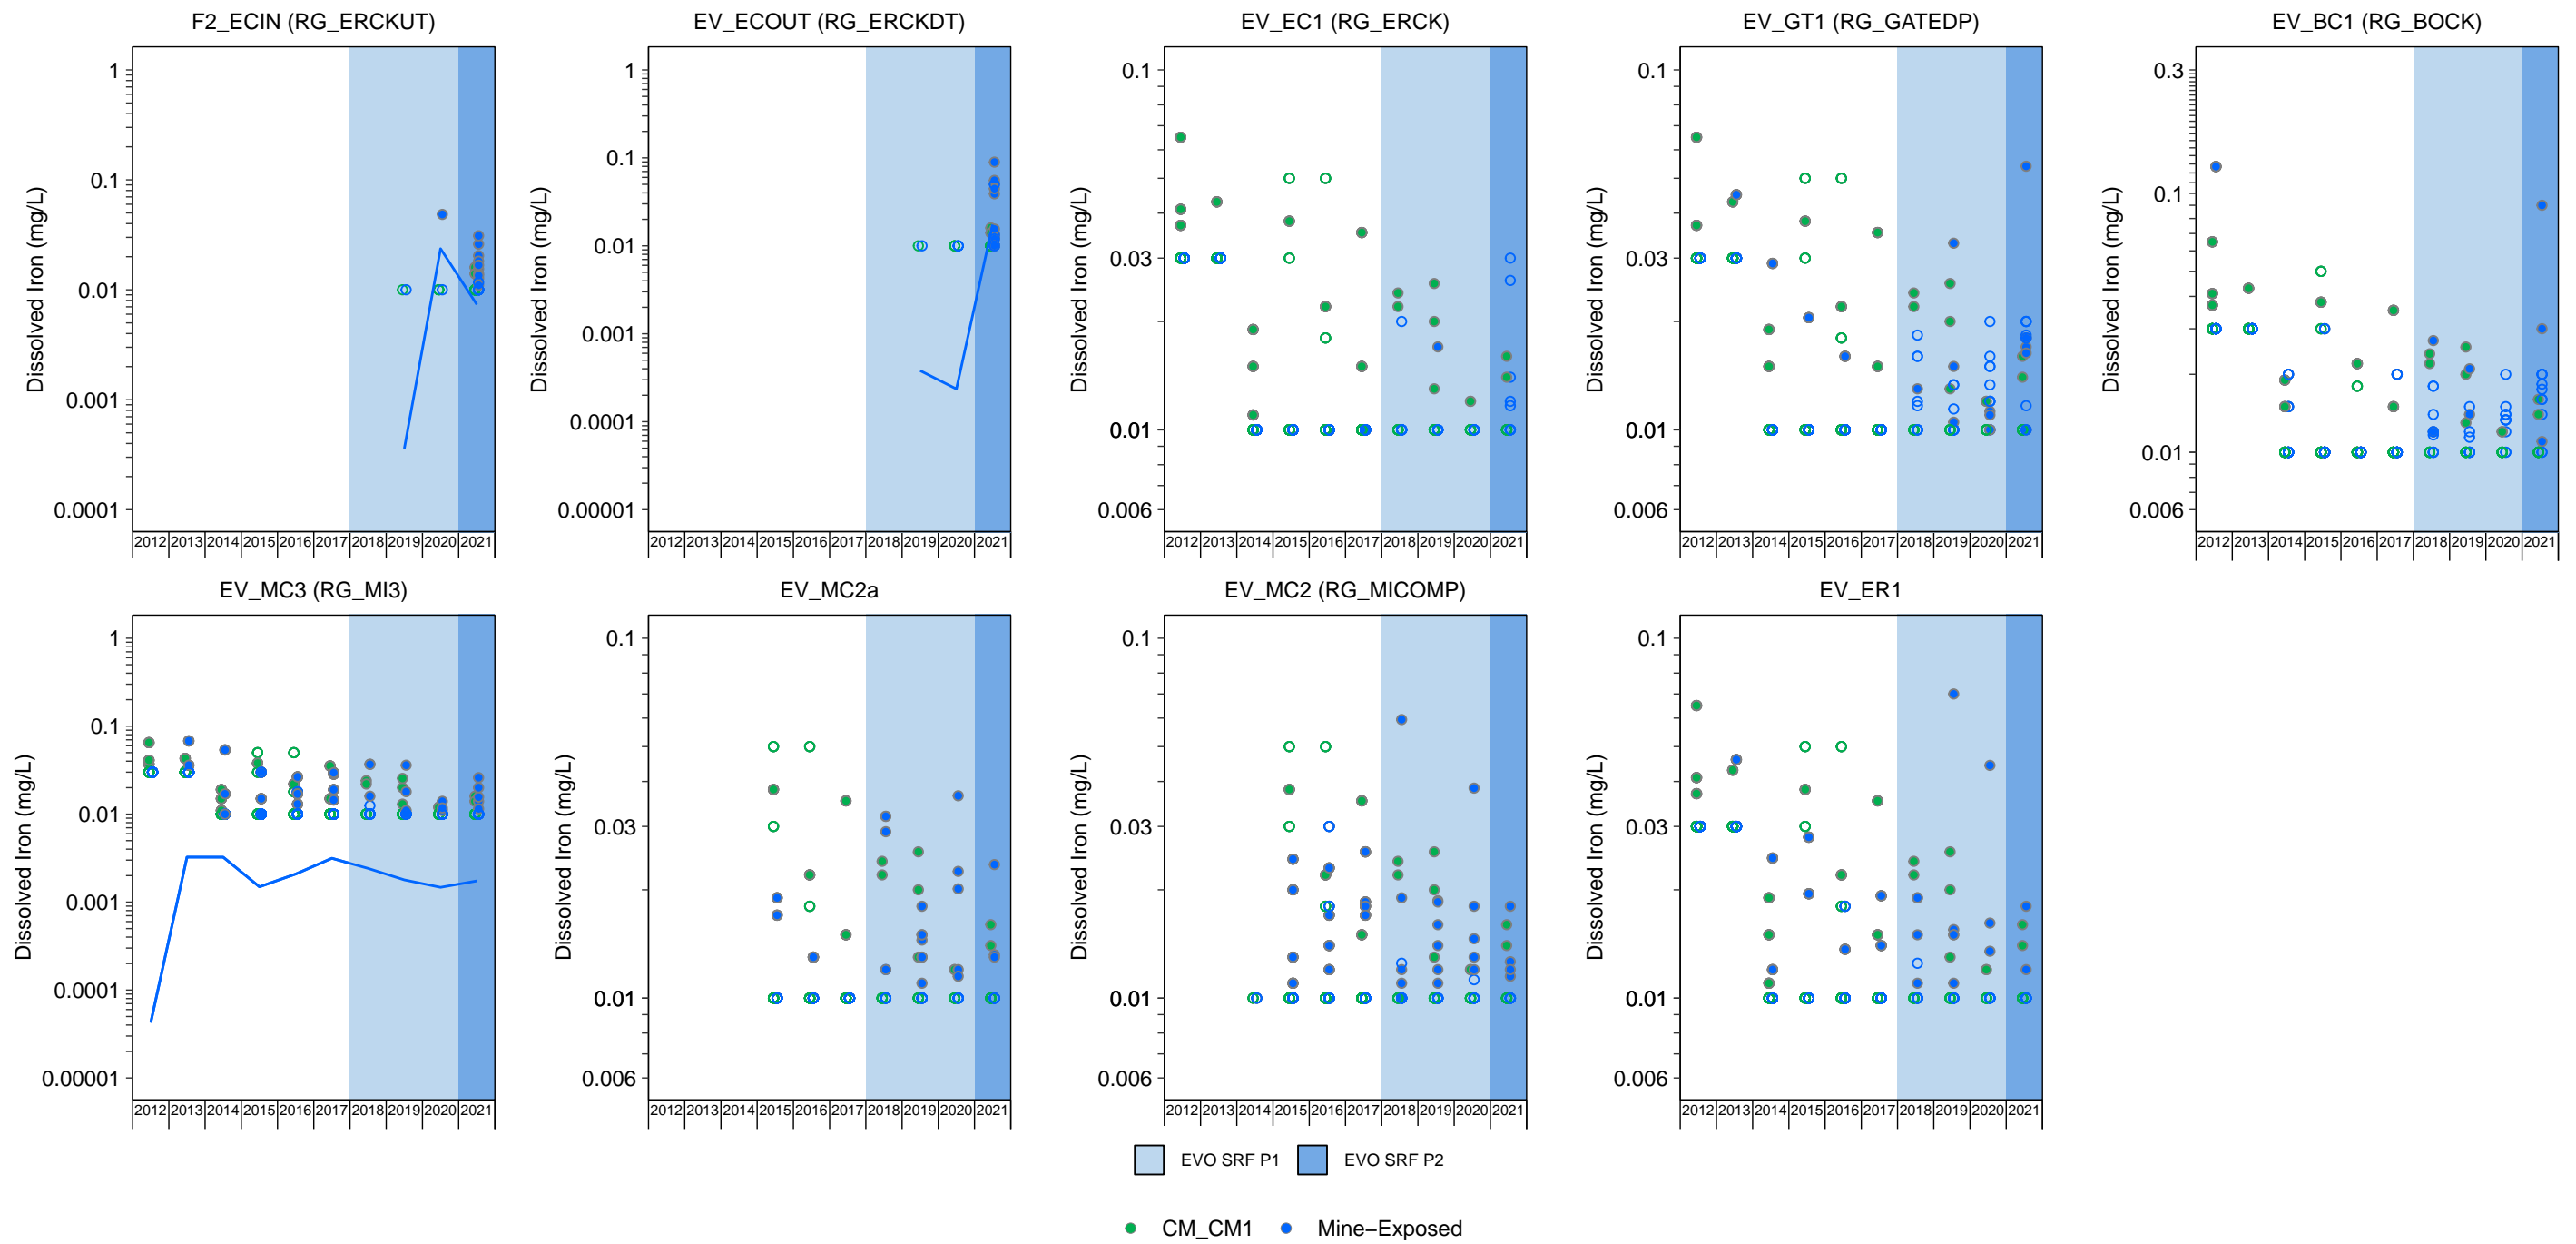 F2_ECIN (RG_ERCKUT) EV_ECOUT (RG_ERCKDT) EV_EC1 (RG_ERCK) EV_GT1 (RG_GATEDP) EV_BC1 (RG_BOCK)
Dissolved Iron (mg/L)
1
0.1
0.01
0.001
0.0001
2012 2013 2014 2015 2016 2017 2018 2019 2020 2021
Dissolved Iron (mg/L)
1
0.1
0.01
0.001
0.0001
0.00001
2012 2013 2014 2015 2016 2017 2018 2019 2020 2021
Dissolved Iron (mg/L)
0.1
0.03
0.01
0.006
2012 2013 2014 2015 2016 2017 2018 2019 2020 2021
Dissolved Iron (mg/L)
0.1
0.03
0.01
0.006
2012 2013 2014 2015 2016 2017 2018 2019 2020 2021
Dissolved Iron (mg/L)
0.3
0.1
0.01
0.006
2012 2013 2014 2015 2016 2017 2018 2019 2020 2021
EV_MC3 (RG_MI3) EV_MC2a EV_MC2 (RG_MICOMP) EV_ER1
Dissolved Iron (mg/L)
1
0.1
0.01
0.001
0.0001
0.00001
2012 2013 2014 2015 2016 2017 2018 2019 2020 2021
Dissolved Iron (mg/L)
0.1
0.03
0.01
0.006
2012 2013 2014 2015 2016 2017 2018 2019 2020 2021
Dissolved Iron (mg/L)
0.1
0.03
0.01
0.006
2012 2013 2014 2015 2016 2017 2018 2019 2020 2021
Dissolved Iron (mg/L)
0.1
0.03
0.01
0.006
2012 2013 2014 2015 2016 2017 2018 2019 2020 2021
EVO SRF P1 EVO SRF P2
CM_CM1 Mine−Exposed